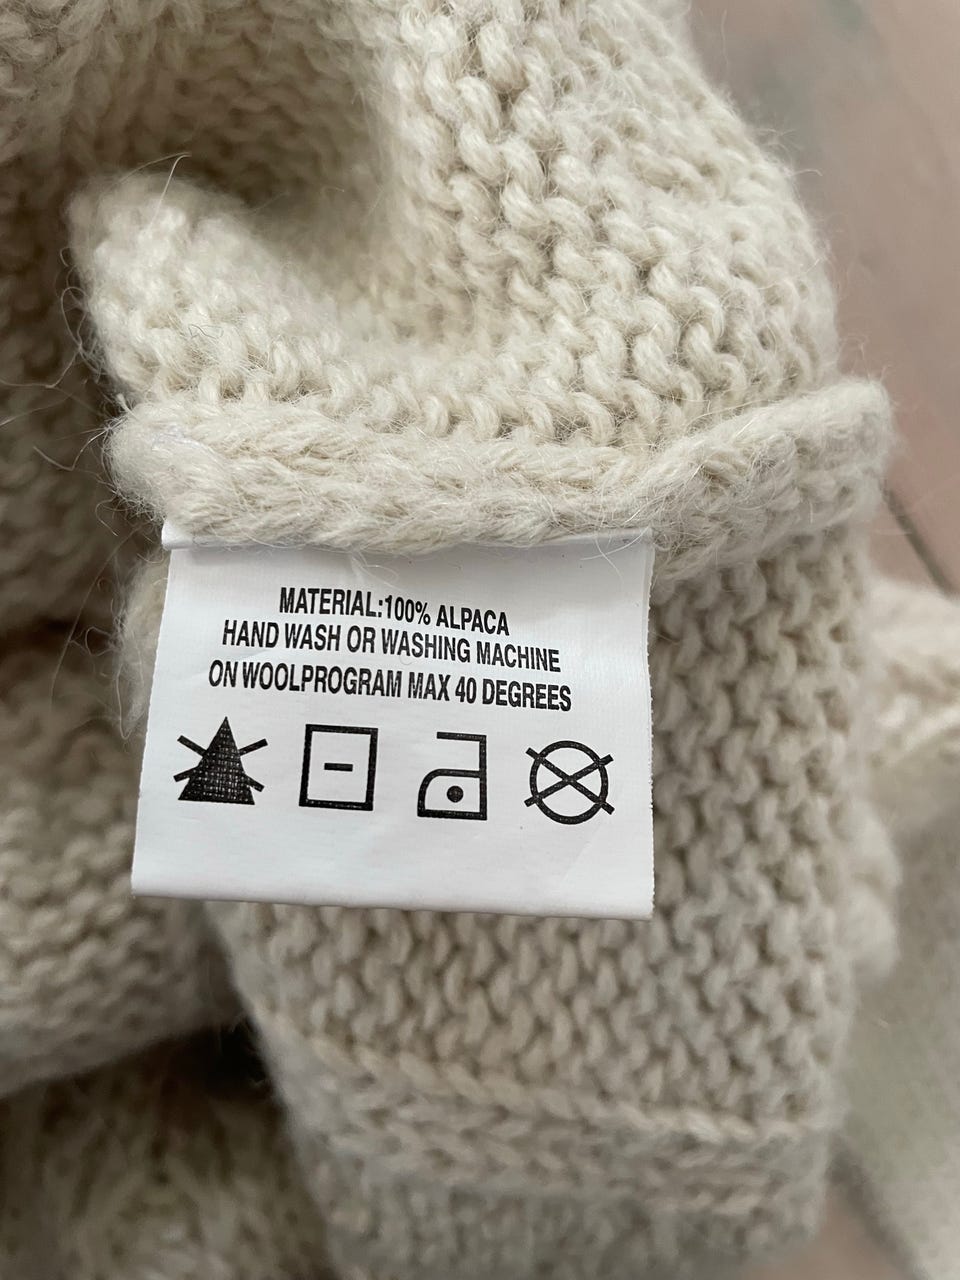 MATERIAL:100% ALPACA
HAND WASH OR WASHING MACHINE
ON WOOLPROGRAM MAX 40 DEGREES